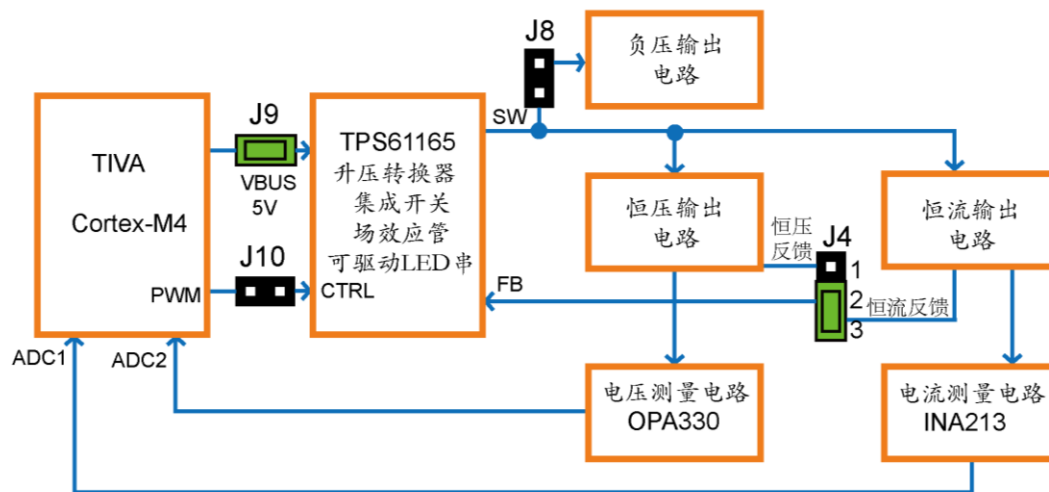 J8
负压输出
电路
SW
J9
VBUS
5V
TIVA
Cortex-M4
PWM
J10
TPS61165
升压转换器
集成开关
场效应管
可驱动LED串
CTRL
FB
恒压输出
电路
恒压
反馈
J4
1
2
3
恒流输出
电路
恒流反馈
ADC1
ADC2
电压测量电路
OPA330
电流测量电路
INA213